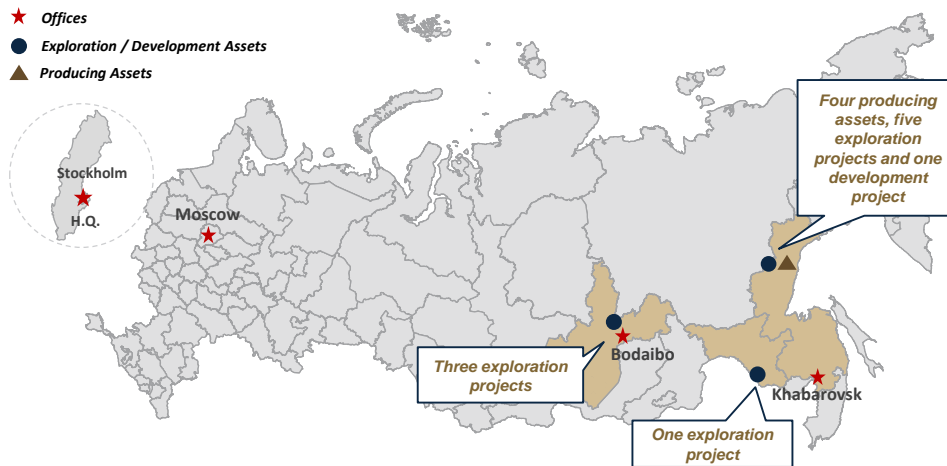 Offices
Exploration / Development Assets
Producing Assets
Four producing
assets, five
exploration
projects and one
development
project
Stockholm
H.Q.
Moscow
Bodaibo
Three exploration
projects
Khabarovsk
One exploration
project